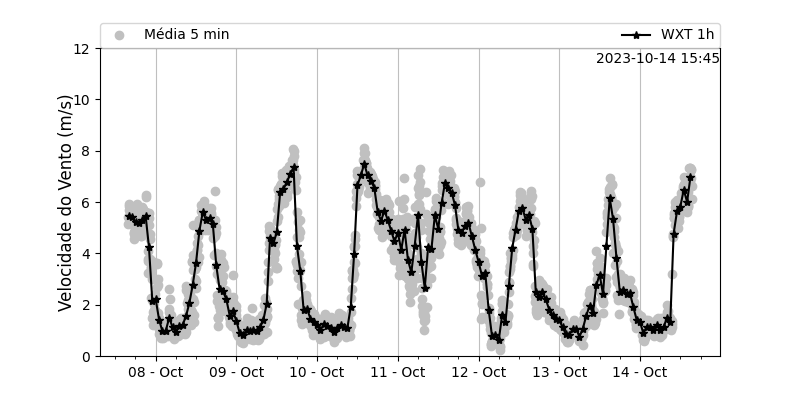 Média 5 min
WXT 1h
2023-10-14 15:45
Velocidade do Vento (m/s)
12
10
8
6
4
2
0
08 - Oct
09 - Oct
10 - Oct
11 - Oct
12 - Oct
13 - Oct
14 - Oct